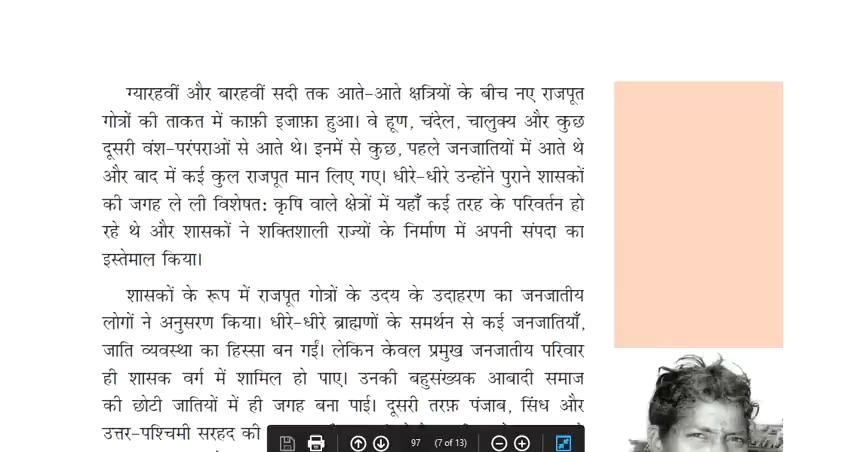 ग्यारहवीं और बारहवीं सदी तक आते-आते क्षत्रियों के बीच नए राजपूत
गोत्रों की ताकत में काफ़ी इजाफ़ा हुआ। वे हूण, चंदेल, चालुक्य और कुछ
दूसरी वंश-परंपराओं से आते थे। इनमें से कुछ, पहले जनजातियों में आते थे
और बाद में कई कुल राजपूत मान लिए गए। धीरे-धीरे उन्होंने पुराने शासकों
की जगह ले ली विशेषत: कृषि वाले क्षेत्रों में यहाँ कई तरह के परिवर्तन हो
रहे थे और शासकों ने शक्तिशाली राज्यों के निर्माण में अपनी संपदा का
इस्तेमाल किया।
शासकों के रूप में राजपूत गोत्रों के उदय के उदाहरण का जनजातीय
लोगों ने अनुसरण किया। धीरे-धीरे ब्राह्मणों के समर्थन से कई जनजातियाँ,
जाति व्यवस्था का हिस्सा बन गईं। लेकिन केवल प्रमुख जनजातीय परिवार
ही शासक वर्ग में शामिल हो पाए। उनकी बहुसंख्यक आबादी समाज
की छोटी जातियों में ही जगह बना पाई। दूसरी तरफ़ पंजाब, सिंध और
उत्तर-पश्चिमी सरहद की
97 (7 of 13)